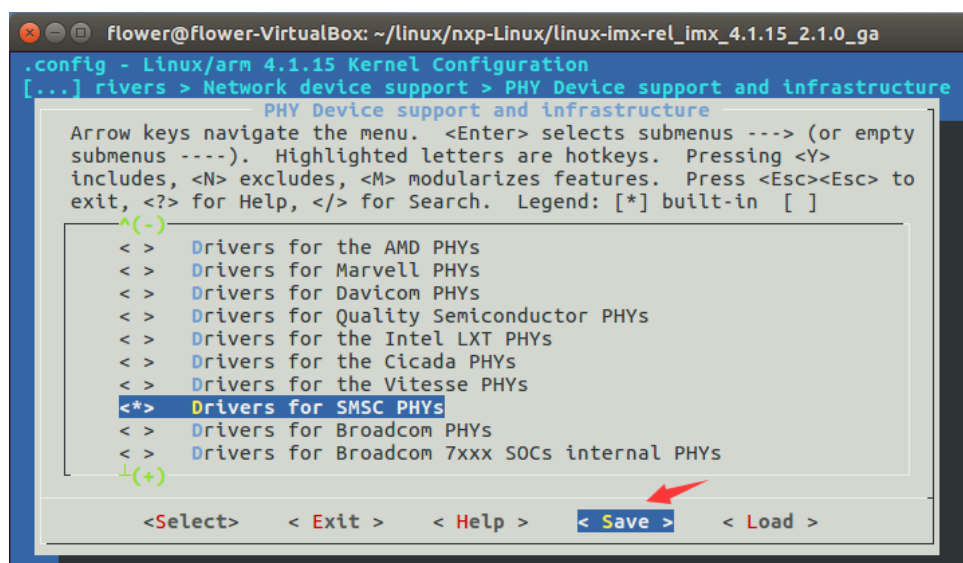 flower@flower-VirtualBox: ~/linux/nxp-Linux/linux-imx-rel_imx_4.1.15_2.1.0_ga
.config - Linux/arm 4.1.15 Kernel Configuration
[...] rivers > Network device support > PHY Device support and infrastructure
PHY Device support and infrastructure
Arrow keys navigate the menu.  <Enter> selects submenus ---> (or empty
submenus ----).  Highlighted letters are hotkeys.  Pressing <Y>
includes, <N> excludes, <M> modularizes features.  Press <Esc><Esc> to
exit, <?> for Help, </> for Search.  Legend: [*] built-in  [ ]
^(-)
< >   Drivers for the AMD PHYs
< >   Drivers for Marvell PHYs
< >   Drivers for Davicom PHYs
< >   Drivers for Quality Semiconductor PHYs
< >   Drivers for the Intel LXT PHYs
< >   Drivers for the Cicada PHYs
< >   Drivers for the Vitesse PHYs
<*>   Drivers for SMSC PHYs
< >   Drivers for Broadcom PHYs
< >   Drivers for Broadcom 7xxx SOCs internal PHYs
┴(+)
<Select>    < Exit >    < Help >    < Save >    < Load >